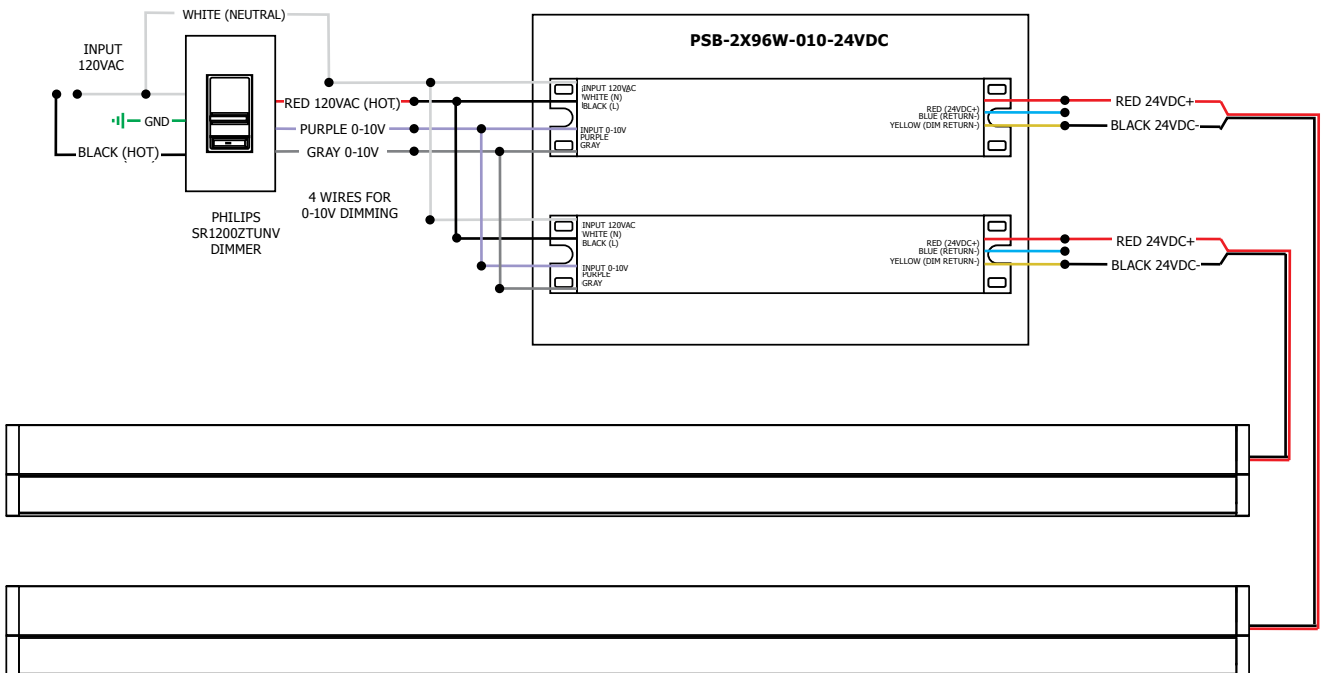 WHITE (NEUTRAL)
INPUT
120VAC
GND
BLACK (HOT)
PHILIPS
SR1200ZTUNV
DIMMER
RED 120VAC (HOT)
PURPLE 0-10V
GRAY 0-10V
4 WIRES FOR
0-10V DIMMING
PSB-2X96W-010-24VDC
INPUT 120VAC
WHITE (N)
BLACK (L)
INPUT 0-10V
PURPLE
GRAY
RED (24VDC+)
BLUE (RETURN-)
YELLOW (DIM RETURN-)
RED 24VDC+
BLACK 24VDC-
INPUT 120VAC
WHITE (N)
BLACK (L)
INPUT 0-10V
PURPLE
GRAY
RED (24VDC+)
BLUE (RETURN-)
YELLOW (DIM RETURN-)
RED 24VDC+
BLACK 24VDC-